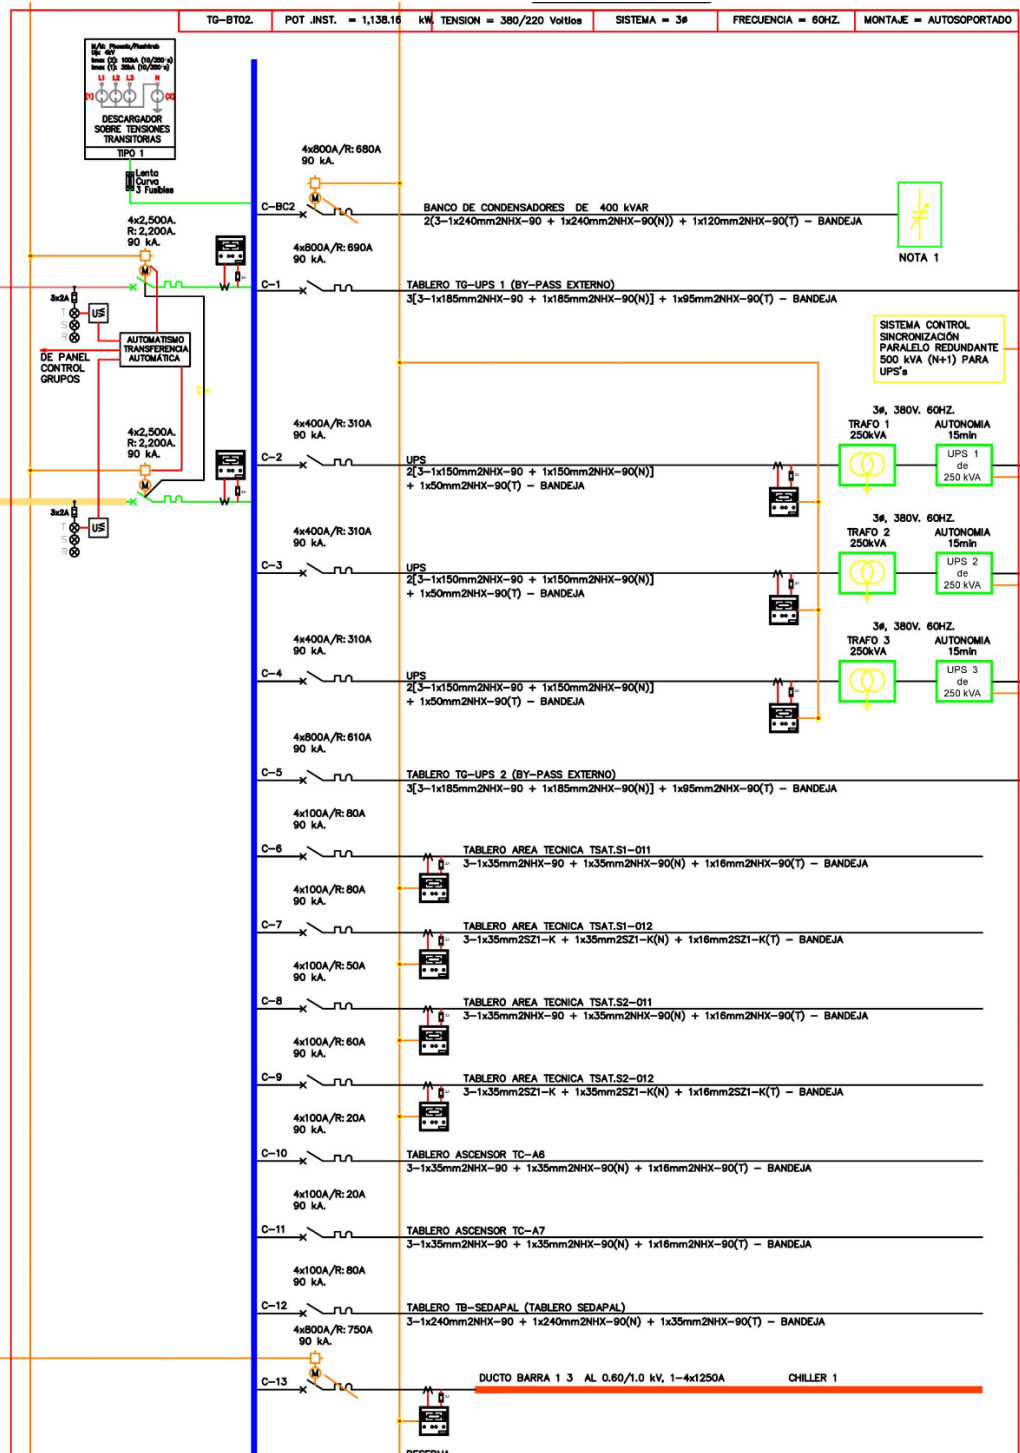 TG-BT02.
POT .INST. = 1,138.16 kW.
TENSION = 380/220 Voltios
SISTEMA = 3ø
FRECUENCIA = 60HZ.
MONTAJE = AUTOSOPORTADO
L1 L2 L3 N
(1) (3)
DESCARGADOR
SOBRE TENSIONES
TRANSITORIAS
TIPO 1
Lenta
Curva
3 Fusibles
4x800A/R:680A
90 kA.
M
C-BC2
BANCO DE CONDENSADORES DE 400 kVAR
2(3-1x240mm2NHX-90 + 1x240mm2NHX-90(N)) + 1x120mm2NHX-90(T) - BANDEJA
NOTA 1
4x2,500A.
R: 2,200A.
90 kA.
M
4x800A/R:690A
90 kA.
C-1
TABLERO TG-UPS 1 (BY-PASS EXTERNO)
3[3-1x185mm2NHX-90 + 1x185mm2NHX-90(N)] + 1x95mm2NHX-90(T) - BANDEJA
3x2A
T
S
R
AUTOMATISMO
TRANSFERENCIA
AUTOMÁTICA
DE PANEL
CONTROL
GRUPOS
SISTEMA CONTROL
SINCRONIZACIÓN
PARALELO REDUNDANTE
500 kVA (N+1) PARA
UPS's
4x2,500A.
R: 2,200A.
90 kA.
M
3x2A
T
S
R
4x400A/R:310A
90 kA.
C-2
UPS
2[3-1x150mm2NHX-90 + 1x150mm2NHX-90(N)]
+ 1x50mm2NHX-90(T) - BANDEJA
3ø, 380V. 60HZ.
TRAFO 1
250kVA
AUTONOMIA
15min
UPS 1
de
250 kVA
4x400A/R:310A
90 kA.
C-3
UPS
2[3-1x150mm2NHX-90 + 1x150mm2NHX-90(N)]
+ 1x50mm2NHX-90(T) - BANDEJA
3ø, 380V. 60HZ.
TRAFO 2
250kVA
AUTONOMIA
15min
UPS 2
de
250 kVA
4x400A/R:310A
90 kA.
C-4
UPS
2[3-1x150mm2NHX-90 + 1x150mm2NHX-90(N)]
+ 1x50mm2NHX-90(T) - BANDEJA
3ø, 380V. 60HZ.
TRAFO 3
250kVA
AUTONOMIA
15min
UPS 3
de
250 kVA
4x800A/R:610A
90 kA.
C-5
TABLERO TG-UPS 2 (BY-PASS EXTERNO)
3[3-1x185mm2NHX-90 + 1x185mm2NHX-90(N)] + 1x95mm2NHX-90(T) - BANDEJA
4x100A/R:80A
90 kA.
C-6
TABLERO AREA TECNICA TSAT.S1-011
3-1x35mm2NHX-90 + 1x35mm2NHX-90(N) + 1x16mm2NHX-90(T) - BANDEJA
4x100A/R:80A
90 kA.
C-7
TABLERO AREA TECNICA TSAT.S1-012
3-1x35mm2SZ1-K + 1x35mm2SZ1-K(N) + 1x16mm2SZ1-K(T) - BANDEJA
4x100A/R:50A
90 kA.
C-8
TABLERO AREA TECNICA TSAT.S2-011
3-1x35mm2NHX-90 + 1x35mm2NHX-90(N) + 1x16mm2NHX-90(T) - BANDEJA
4x100A/R:60A
90 kA.
C-9
TABLERO AREA TECNICA TSAT.S2-012
3-1x35mm2SZ1-K + 1x35mm2SZ1-K(N) + 1x16mm2SZ1-K(T) - BANDEJA
4x100A/R:20A
90 kA.
C-10
TABLERO ASCENSOR TC-A6
3-1x35mm2NHX-90 + 1x35mm2NHX-90(N) + 1x16mm2NHX-90(T) - BANDEJA
4x100A/R:20A
90 kA.
C-11
TABLERO ASCENSOR TC-A7
3-1x35mm2NHX-90 + 1x35mm2NHX-90(N) + 1x16mm2NHX-90(T) - BANDEJA
4x100A/R:80A
90 kA.
C-12
TABLERO TB-SEDAPAL (TABLERO SEDAPAL)
3-1x240mm2NHX-90 + 1x240mm2NHX-90(N) + 1x35mm2NHX-90(T) - BANDEJA
4x800A/R:750A
90 kA.
M
C-13
DUCTO BARRA 1 3 AL 0.60/1.0 kV, 1-4x1250A
CHILLER 1
RESERVA